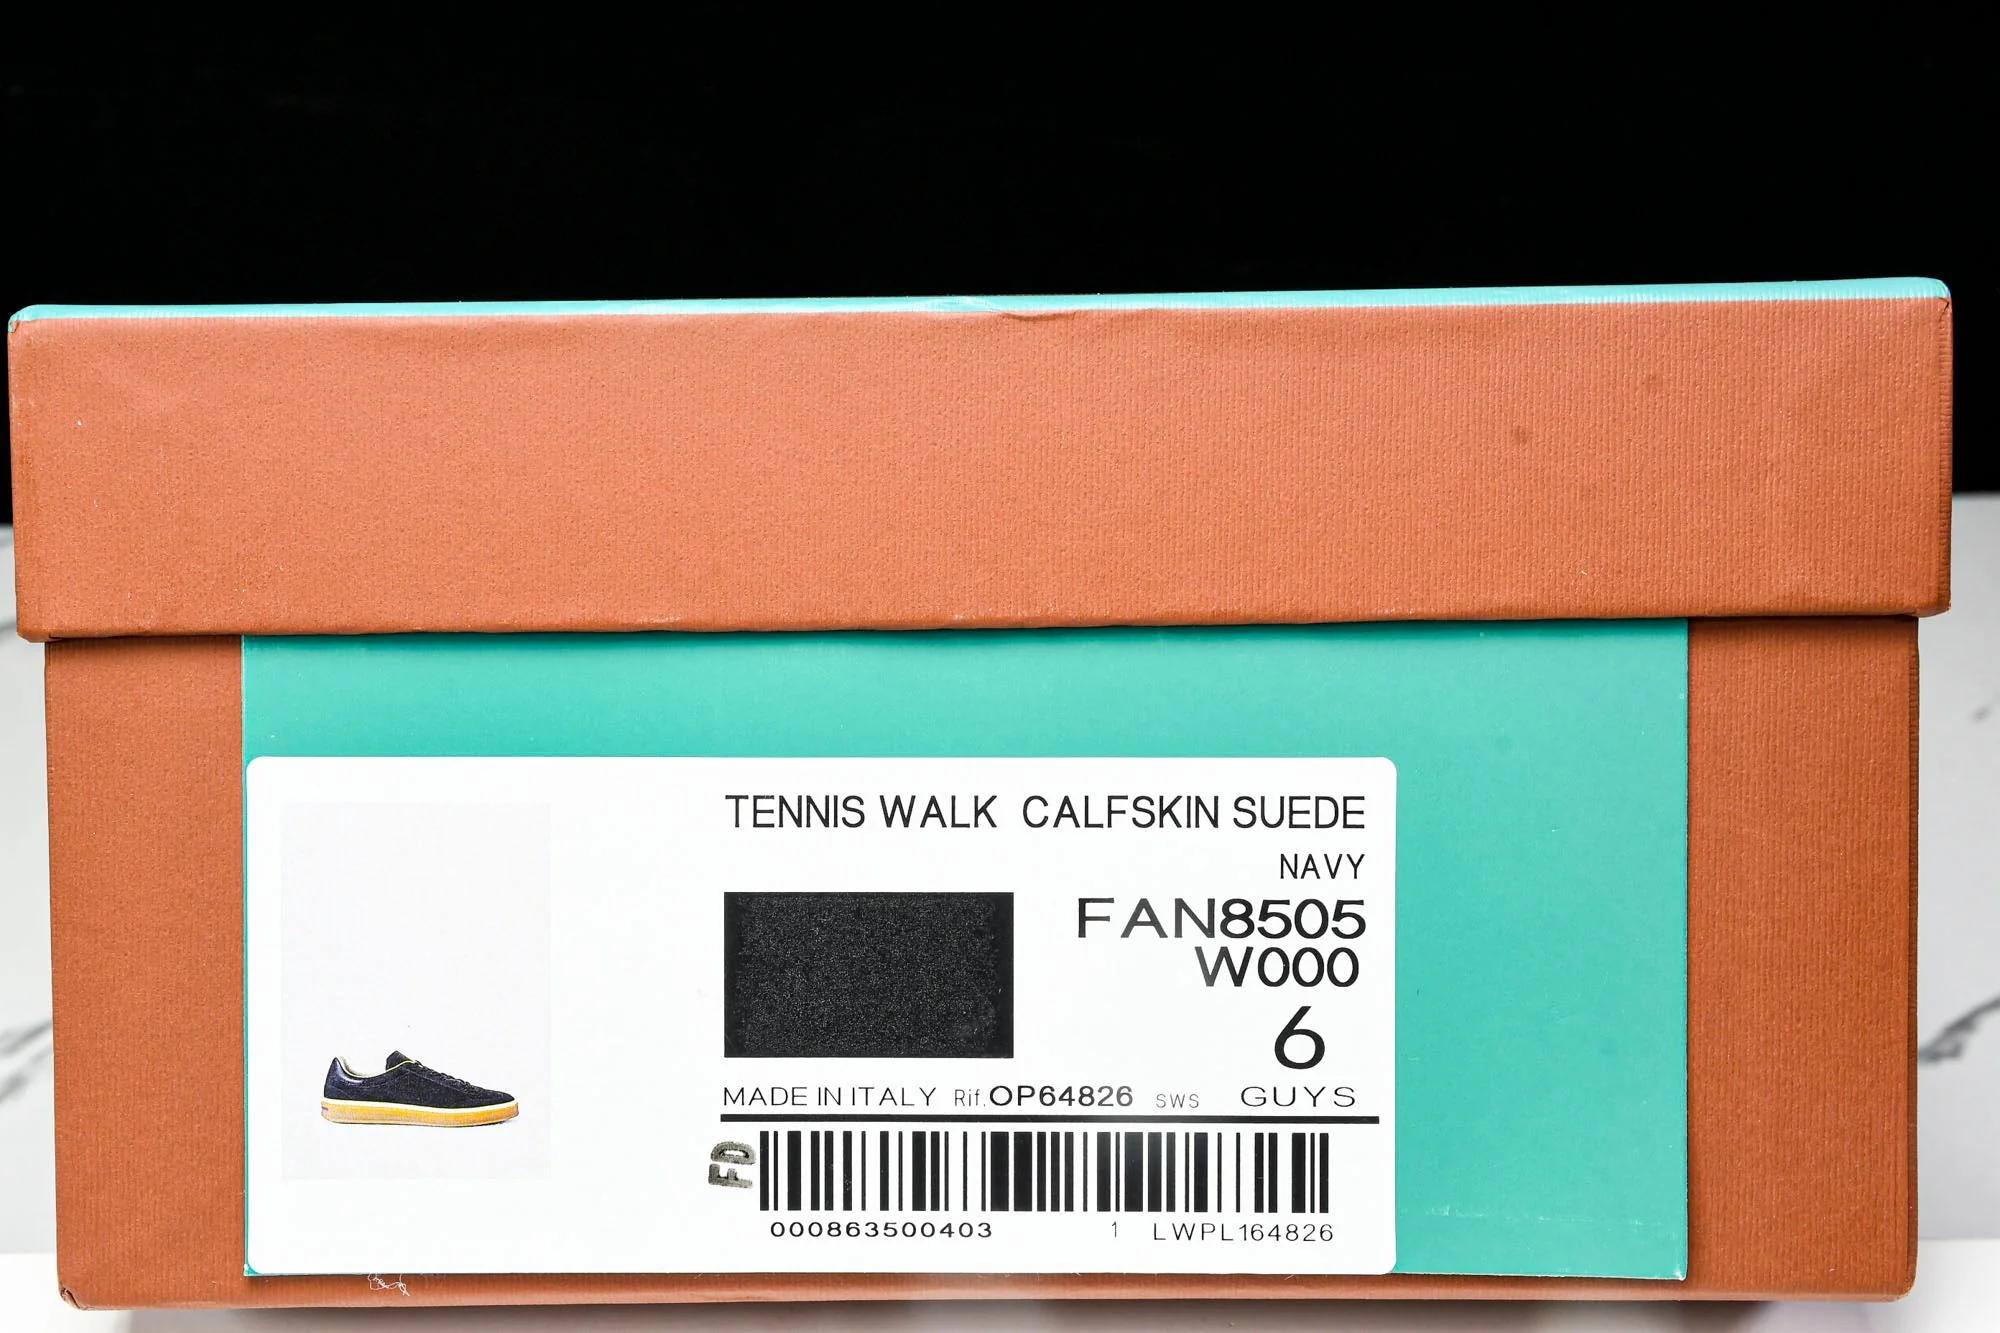 TENNIS WALK CALFSKIN SUEDE
NAVY
FAN8505
W000
6
MADE IN ITALY Rif.OP64826 SWS GUYS
FD
000863500403 1 LWPL164826